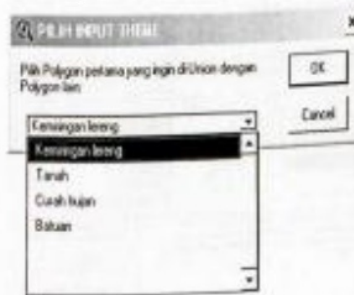 PILIH INPUT THEME
Pilih Polygon pertama yang ingin di Union dengan
Polygon lain
OK
Cancel
Kemiringan lereng
Kemiringan lereng
Tanah
Curah hujan
Batuan